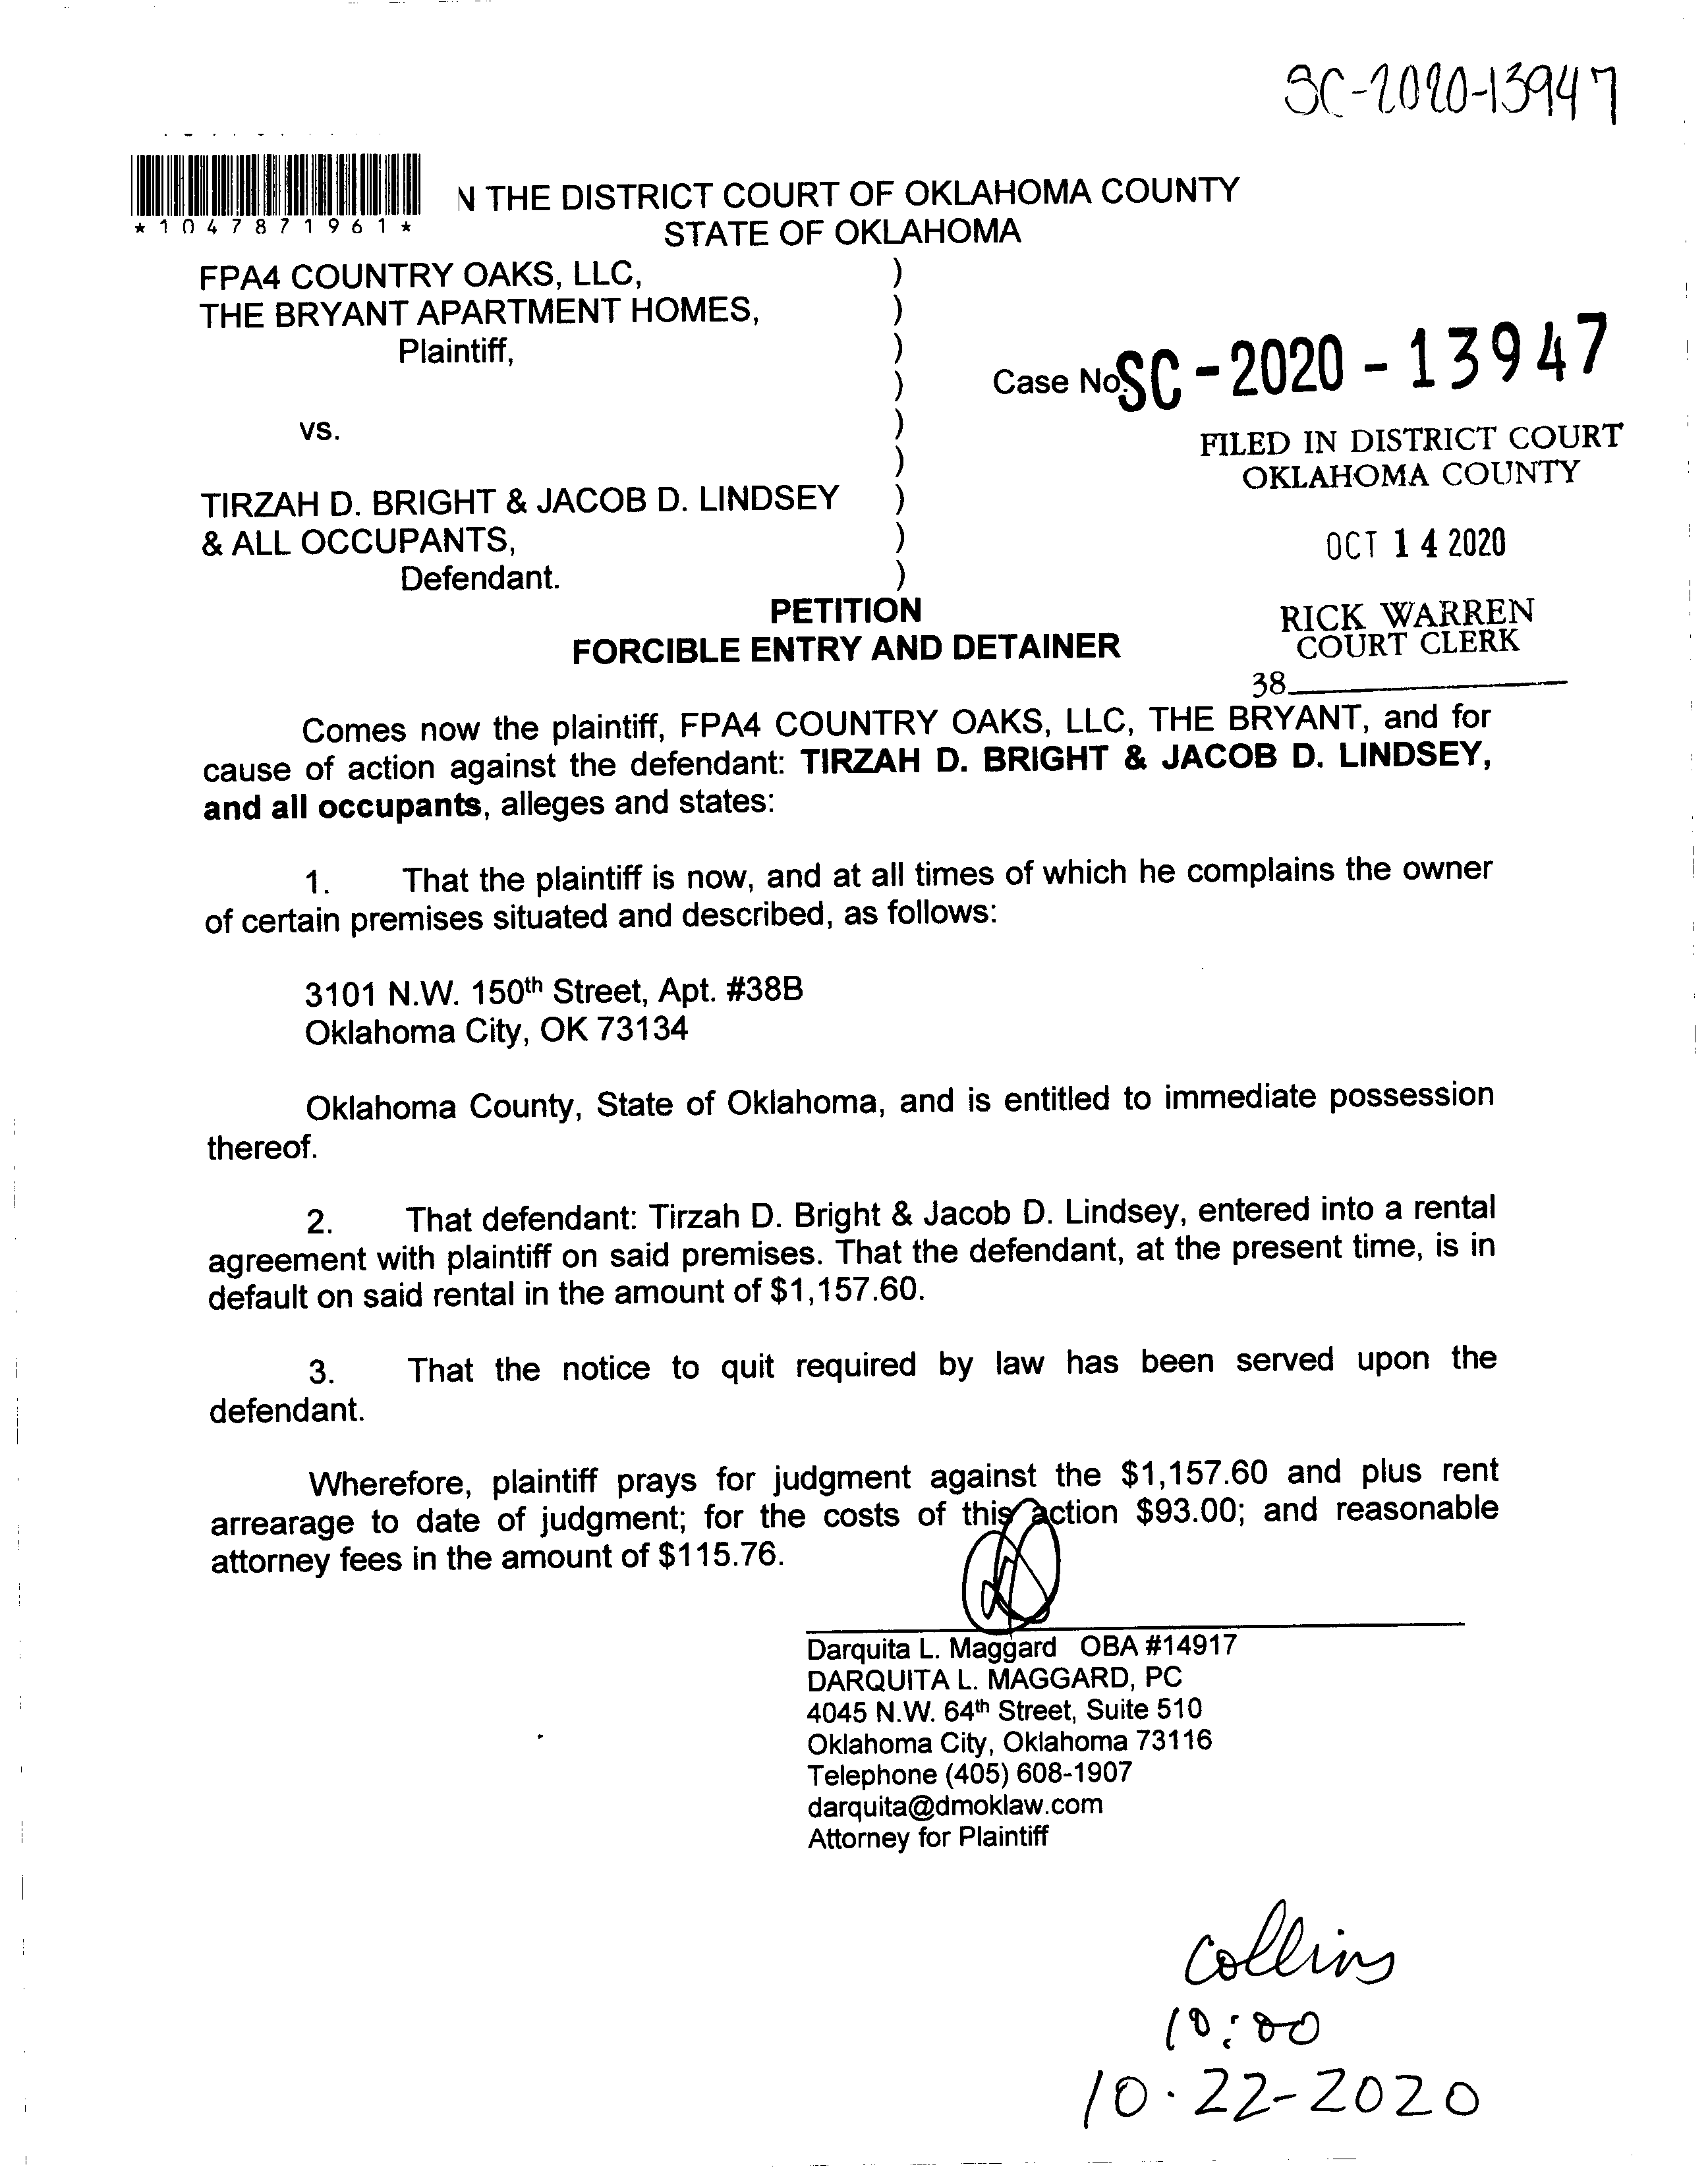 SC-2020-13947
*1047871961*
N THE DISTRICT COURT OF OKLAHOMA COUNTY
STATE OF OKLAHOMA
FPA4 COUNTRY OAKS, LLC, )
THE BRYANT APARTMENT HOMES, )
Plaintiff, )
)
Case No. SC-2020-13947
vs. )
)
FILED IN DISTRICT COURT
OKLAHOMA COUNTY
TIRZAH D. BRIGHT & JACOB D. LINDSEY )
& ALL OCCUPANTS, )
OCT 14 2020
Defendant. )
PETITION
FORCIBLE ENTRY AND DETAINER
RICK WARREN
COURT CLERK
38
Comes now the plaintiff, FPA4 COUNTRY OAKS, LLC, THE BRYANT, and for
cause of action against the defendant: TIRZAH D. BRIGHT & JACOB D. LINDSEY,
and all occupants, alleges and states:
1. That the plaintiff is now, and at all times of which he complains the owner
of certain premises situated and described, as follows:
3101 N.W. 150th Street, Apt. #38B
Oklahoma City, OK 73134
Oklahoma County, State of Oklahoma, and is entitled to immediate possession
thereof.
2. That defendant: Tirzah D. Bright & Jacob D. Lindsey, entered into a rental
agreement with plaintiff on said premises. That the defendant, at the present time, is in
default on said rental in the amount of $1,157.60.
3. That the notice to quit required by law has been served upon the
defendant.
Wherefore, plaintiff prays for judgment against the $1,157.60 and plus rent
arrearage to date of judgment; for the costs of this action $93.00; and reasonable
attorney fees in the amount of $115.76.
Darquita L. Maggard OBA #14917
DARQUITA L. MAGGARD, PC
4045 N.W. 64th Street, Suite 510
Oklahoma City, Oklahoma 73116
Telephone (405) 608-1907
darquita@dmoklaw.com
Attorney for Plaintiff
Collins
10:00
10-22-2020